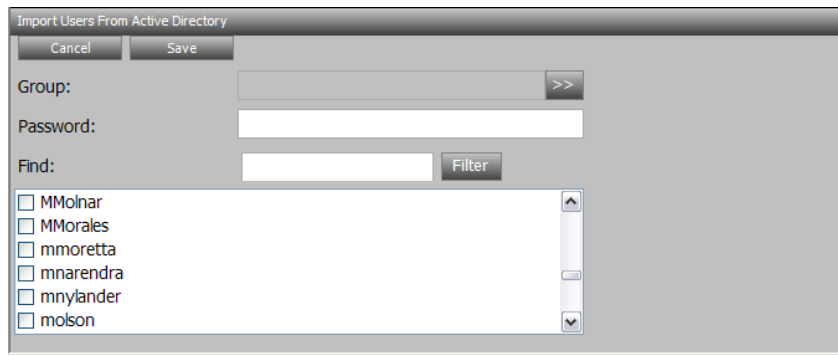 Import Users From Active Directory
Cancel Save
Group: >>
Password:
Find: Filter
MMolnar
MMorales
mmoretta
mnarendra
mnylander
molson